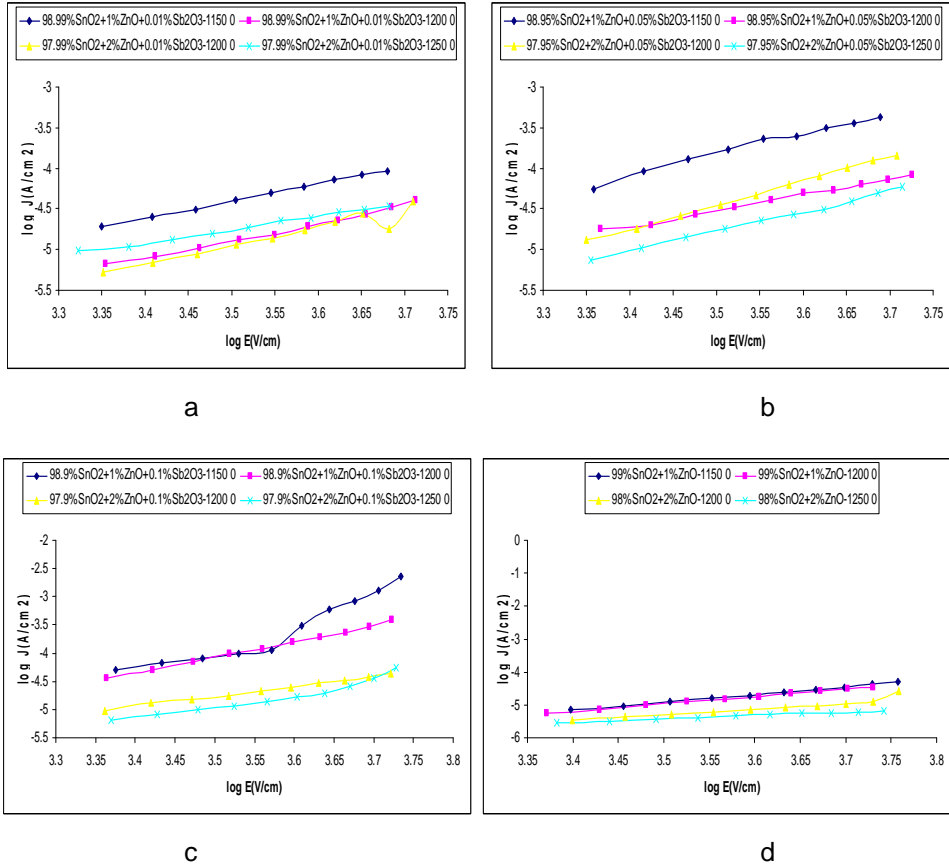 98.99%SnO2+1%ZnO+0.01%Sb2O3-1150 0 98.99%SnO2+1%ZnO+0.01%Sb2O3-1200 0
97.99%SnO2+2%ZnO+0.01%Sb2O3-1200 0 97.99%SnO2+2%ZnO+0.01%Sb2O3-1250 0
-3
-3.5
-4
-4.5
-5
-5.5
log J(A/cm2)
3.3 3.35 3.4 3.45 3.5 3.55 3.6 3.65 3.7 3.75
log E(V/cm)
a
98.95%SnO2+1%ZnO+0.05%Sb2O3-1150 0 98.95%SnO2+1%ZnO+0.05%Sb2O3-1200 0
97.95%SnO2+2%ZnO+0.05%Sb2O3-1200 0 97.95%SnO2+2%ZnO+0.05%Sb2O3-1250 0
-3
-3.5
-4
-4.5
-5
-5.5
log J(A/cm2)
3.3 3.35 3.4 3.45 3.5 3.55 3.6 3.65 3.7 3.75
log E(V/cm)
b
98.9%SnO2+1%ZnO+0.1%Sb2O3-1150 0 98.9%SnO2+1%ZnO+0.1%Sb2O3-1200 0
97.9%SnO2+2%ZnO+0.1%Sb2O3-1200 0 97.9%SnO2+2%ZnO+0.1%Sb2O3-1250 0
-2
-2.5
-3
-3.5
-4
-4.5
-5
-5.5
log J(A/cm2)
3.3 3.35 3.4 3.45 3.5 3.55 3.6 3.65 3.7 3.75 3.8
log E(V/cm)
c
99%SnO2+1%ZnO-1150 0 99%SnO2+1%ZnO-1200 0
98%SnO2+2%ZnO-1200 0 98%SnO2+2%ZnO-1250 0
0
-1
-2
-3
-4
-5
-6
log J(A/cm2)
3.35 3.4 3.45 3.5 3.55 3.6 3.65 3.7 3.75 3.8
log E(V/cm)
d